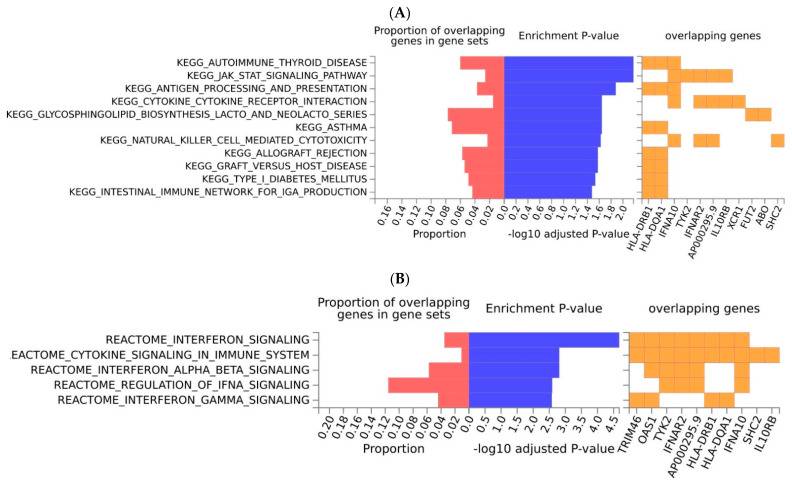 (A)
Proportion of overlapping
genes in gene sets
Enrichment P-value
overlapping genes
KEGG_AUTOIMMUNE_THYROID_DISEASE
KEGG_JAK_STAT_SIGNALING_PATHWAY
KEGG_ANTIGEN_PROCESSING_AND_PRESENTATION
KEGG_CYTOKINE_CYTOKINE_RECEPTOR_INTERACTION
KEGG_GLYCOSPHINGOLIPID_BIOSYNTHESIS_LACTO_AND_NEOLACTO_SERIES
KEGG_ASTHMA
KEGG_NATURAL_KILLER_CELL_MEDIATED_CYTOTOXICITY
KEGG_ALLOGRAFT_REJECTION
KEGG_GRAFT_VERSUS_HOST_DISEASE
KEGG_TYPE_I_DIABETES_MELLITUS
KEGG_INTESTINAL_IMMUNE_NETWORK_FOR_IGA_PRODUCTION
0.16 0.14 0.12 0.10 0.08 0.06 0.04 0.02 0.0
0.2 0.4 0.6 0.8 1.0 1.2 1.4 1.6 1.8 2.0
HLA-DRB1 HLA-DQA1 IFNA10 TYK2 IFNAR2 AP000295.9 IL10RB XCR1 FUT2 ABO SHC2
Proportion
-log10 adjusted P-value
(B)
Proportion of overlapping
genes in gene sets
Enrichment P-value
overlapping genes
REACTOME_INTERFERON_SIGNALING
EACTOME_CYTOKINE_SIGNALING_IN_IMMUNE_SYSTEM
REACTOME_INTERFERON_ALPHA_BETA_SIGNALING
REACTOME_REGULATION_OF_IFNA_SIGNALING
REACTOME_INTERFERON_GAMMA_SIGNALING
0.20 0.18 0.16 0.14 0.12 0.10 0.08 0.06 0.04 0.02 0.0
0.5 1.0 1.5 2.0 2.5 3.0 3.5 4.0 4.5
TRIM46 OAS1 TYK2 IFNAR2 AP000295.9 HLA-DRB1 HLA-DQA1 IFNA10 SHC2 IL10RB
Proportion
-log10 adjusted P-value